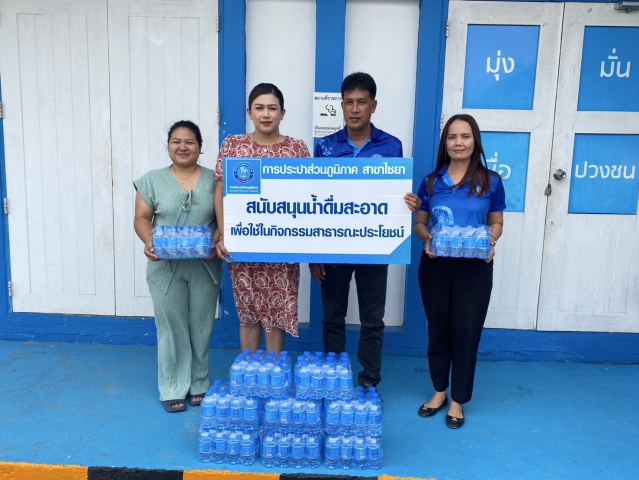 มุ่ง
มั่น
เพื่อ
ปวงชน
การประปาส่วนภูมิภาค สาขาไชยา
สนับสนุนน้ำดื่มสะอาด
เพื่อใช้ในกิจกรรมสาธารณะประโยชน์